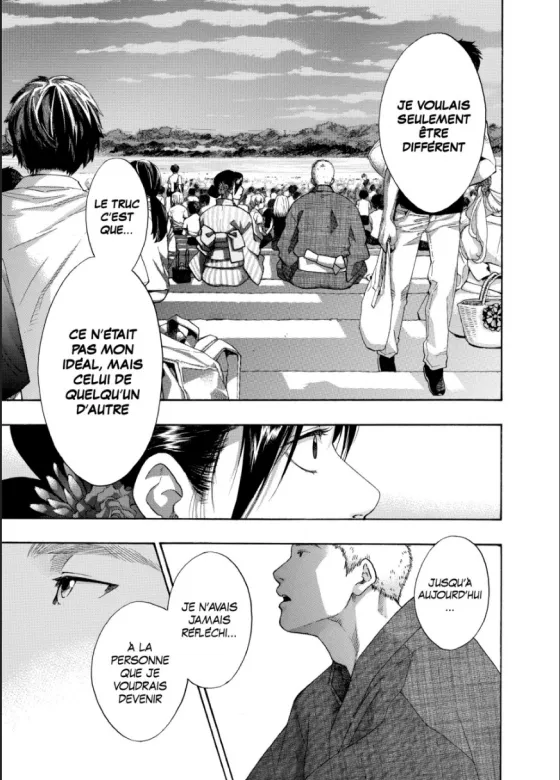 JE VOULAIS
SEULEMENT
ÊTRE
DIFFÉRENT
LE TRUC
C'EST
QUE...
CE N'ÉTAIT
PAS MON
IDÉAL, MAIS
CELUI DE
QUELQU'UN
D'AUTRE
JUSQU'À
AUJOURD'HUI
...
JE N'AVAIS
JAMAIS
RÉFLÉCHI...
À LA
PERSONNE
QUE JE
VOUDRAIS
DEVENIR